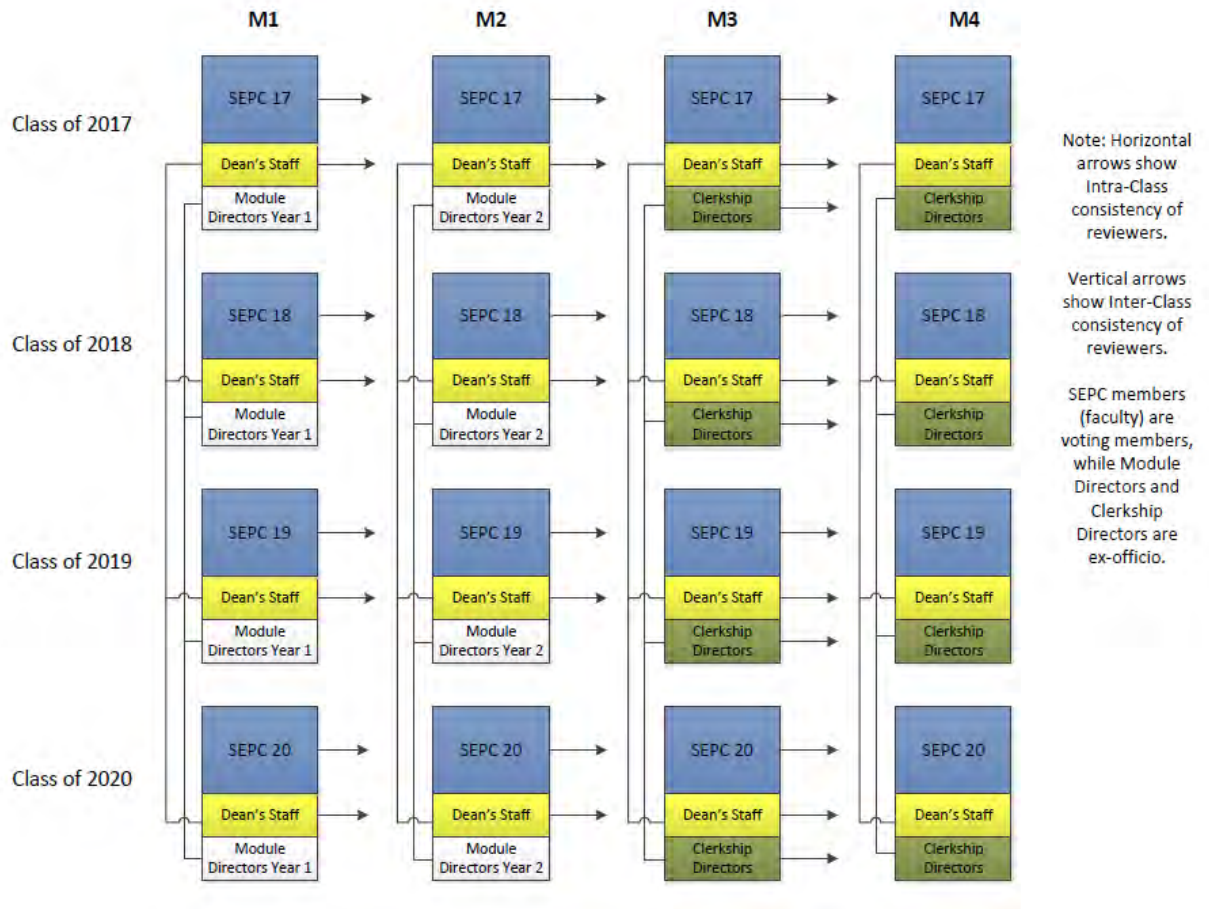 M1 M2 M3 M4
Class of 2017
SEPC 17 SEPC 17 SEPC 17 SEPC 17
Dean's Staff Dean's Staff Dean's Staff Dean's Staff
Module Module Clerkship Clerkship
Directors Year 1 Directors Year 2 Directors Directors
Class of 2018
SEPC 18 SEPC 18 SEPC 18 SEPC 18
Dean's Staff Dean's Staff Dean's Staff Dean's Staff
Module Module Clerkship Clerkship
Directors Year 1 Directors Year 2 Directors Directors
Class of 2019
SEPC 19 SEPC 19 SEPC 19 SEPC 19
Dean's Staff Dean's Staff Dean's Staff Dean's Staff
Module Module Clerkship Clerkship
Directors Year 1 Directors Year 2 Directors Directors
Class of 2020
SEPC 20 SEPC 20 SEPC 20 SEPC 20
Dean's Staff Dean's Staff Dean's Staff Dean's Staff
Module Module Clerkship Clerkship
Directors Year 1 Directors Year 2 Directors Directors
Note: Horizontal
arrows show
Intra-Class
consistency of
reviewers.
Vertical arrows
show Inter-Class
consistency of
reviewers.
SEPC members
(faculty) are
voting members,
while Module
Directors and
Clerkship
Directors are
ex-officio.